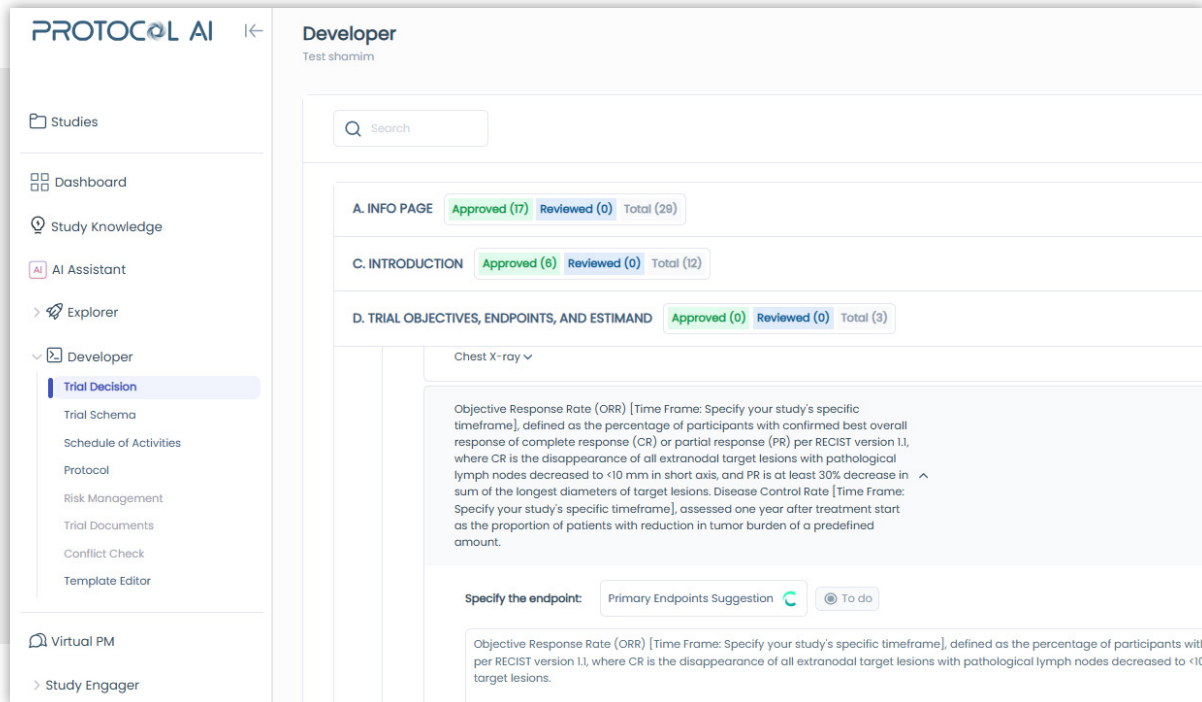 PROTOCOL AI
Developer
Test shamim
Studies
Search
Dashboard
A. INFO PAGE Approved (17) Reviewed (0) Total (29)
Study Knowledge
C. INTRODUCTION Approved (6) Reviewed (0) Total (12)
AI AI Assistant
Explorer
D. TRIAL OBJECTIVES, ENDPOINTS, AND ESTIMAND Approved (0) Reviewed (0) Total (3)
Developer
Trial Decision
Trial Schema
Schedule of Activities
Protocol
Risk Management
Trial Documents
Conflict Check
Template Editor
Virtual PM
Study Engager
Chest X-ray
Objective Response Rate (ORR) [Time Frame: Specify your study's specific
timeframe], defined as the percentage of participants with confirmed best overall
response of complete response (CR) or partial response (PR) per RECIST version 1.1,
where CR is the disappearance of all extranodal target lesions with pathological
lymph nodes decreased to <10 mm in short axis, and PR is at least 30% decrease in
sum of the longest diameters of target lesions. Disease Control Rate [Time Frame:
Specify your study's specific timeframe], assessed one year after treatment start
as the proportion of patients with reduction in tumor burden of a predefined
amount.
Specify the endpoint: Primary Endpoints Suggestion To do
Objective Response Rate (ORR) [Time Frame: Specify your study's specific timeframe], defined as the percentage of participants
per RECIST version 1.1, where CR is the disappearance of all extranodal target lesions with pathological lymph nodes decreased to
target lesions.